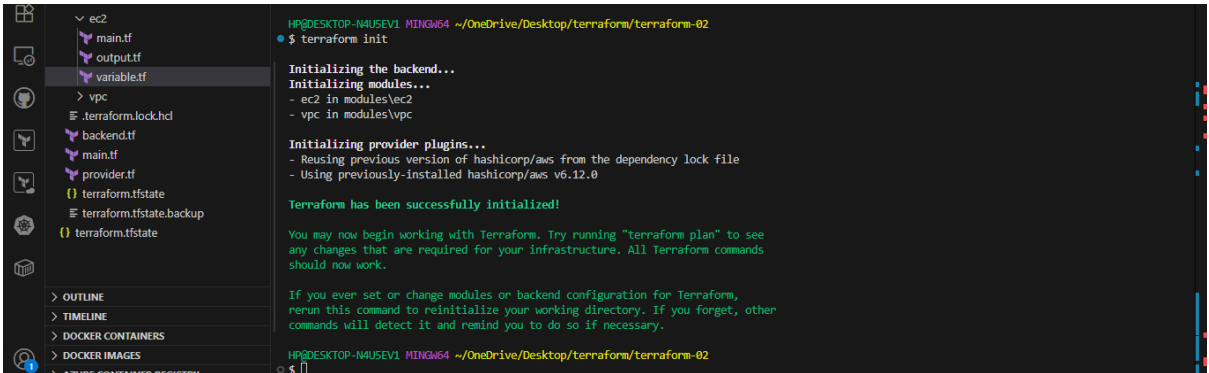 ec2
main.tf
output.tf
variable.tf
vpc
.terraform.lock.hcl
backend.tf
main.tf
provider.tf
{} terraform.tfstate
terraform.tfstate.backup
{} terraform.tfstate
OUTLINE
TIMELINE
DOCKER CONTAINERS
DOCKER IMAGES
AZURE CONTAINER REGISTRY
1
HP@DESKTOP-N4U5EV1 MINGW64 ~/OneDrive/Desktop/terraform/terraform-02
$ terraform init
Initializing the backend...
Initializing modules...
- ec2 in modules\ec2
- vpc in modules\vpc
Initializing provider plugins...
- Reusing previous version of hashicorp/aws from the dependency lock file
- Using previously-installed hashicorp/aws v6.12.0
Terraform has been successfully initialized!
You may now begin working with Terraform. Try running "terraform plan" to see
any changes that are required for your infrastructure. All Terraform commands
should now work.
If you ever set or change modules or backend configuration for Terraform,
rerun this command to reinitialize your working directory. If you forget, other
commands will detect it and remind you to do so if necessary.
HP@DESKTOP-N4U5EV1 MINGW64 ~/OneDrive/Desktop/terraform/terraform-02
$